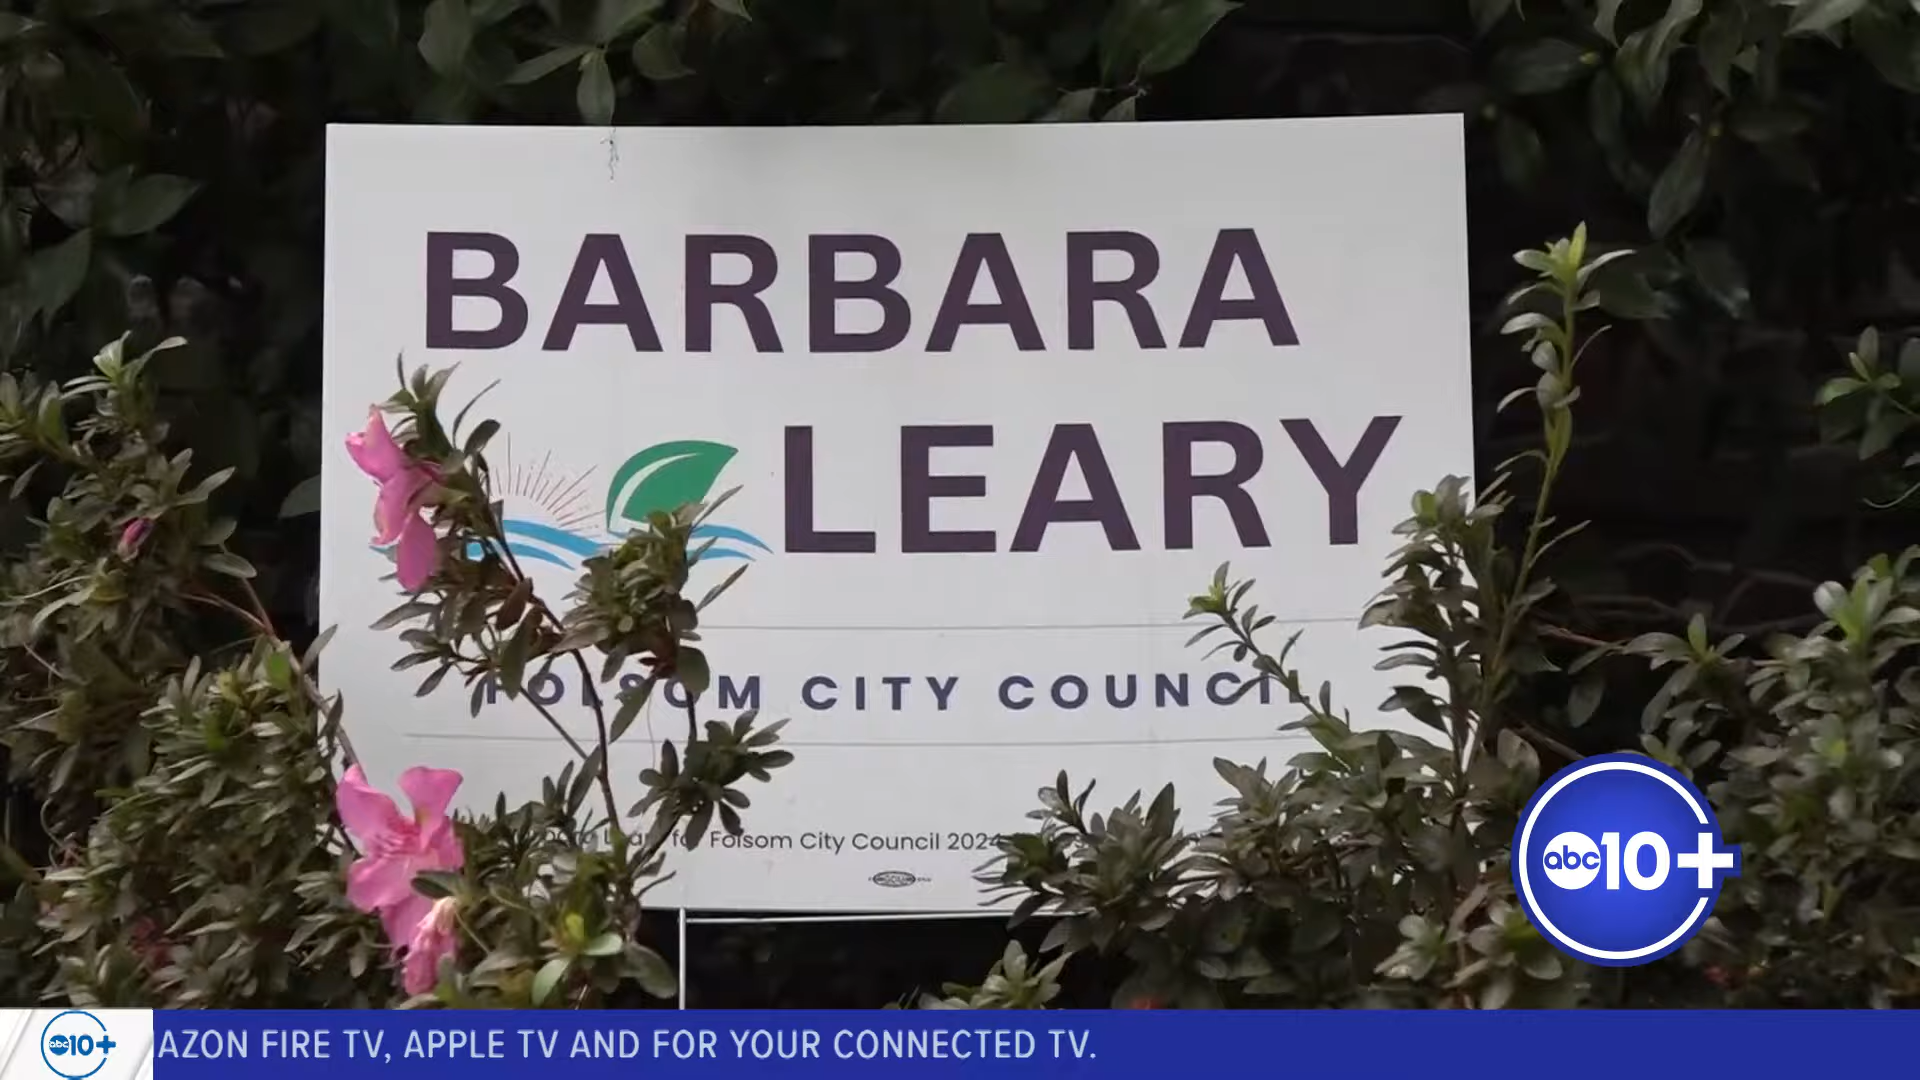 BARBARA
LEARY
FOLSOM CITY COUNCIL
for Folsom City Council 2024
abc10+
abc10+ AZON FIRE TV, APPLE TV AND FOR YOUR CONNECTED TV.